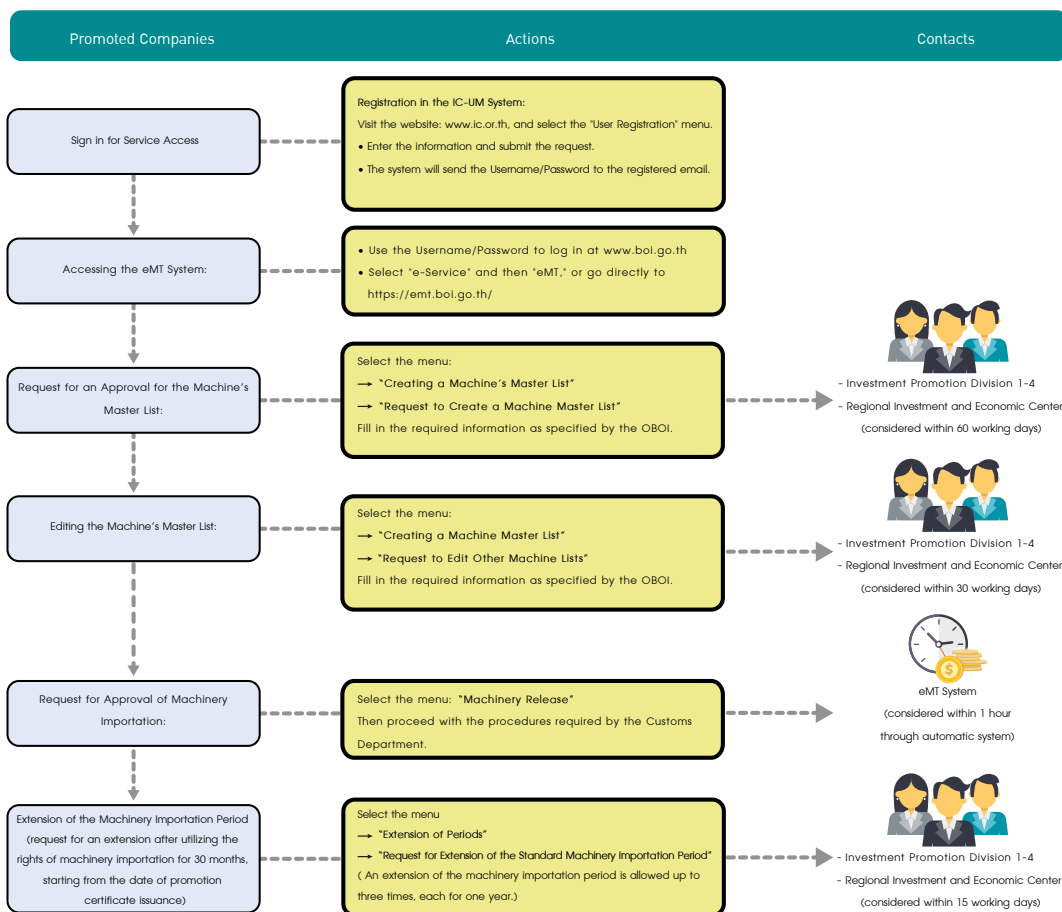 Promoted Companies
Actions
Contacts
Sign in for Service Access
Registration in the IC-UM System:
Visit the website: www.ic.or.th, and select the "User Registration" menu.
• Enter the information and submit the request.
• The system will send the Username/Password to the registered email.
Accessing the eMT System:
• Use the Username/Password to log in at www.boi.go.th
• Select "e-Service" and then "eMT," or go directly to
https://emt.boi.go.th/
Request for an Approval for the Machine's
Master List:
Select the menu:
→ "Creating a Machine's Master List"
→ "Request to Create a Machine Master List"
Fill in the required information as specified by the OBOI.
- Investment Promotion Division 1-4
- Regional Investment and Economic Center
(considered within 60 working days)
Editing the Machine's Master List:
Select the menu:
→ "Creating a Machine Master List"
→ "Request to Edit Other Machine Lists"
Fill in the required information as specified by the OBOI.
- Investment Promotion Division 1-4
- Regional Investment and Economic Center
(considered within 30 working days)
Request for Approval of Machinery
Importation:
Select the menu: "Machinery Release"
Then proceed with the procedures required by the Customs
Department.
$
eMT System
(considered within 1 hour
through automatic system)
Extension of the Machinery Importation Period
(request for an extension after utilizing the
rights of machinery importation for 30 months,
starting from the date of promotion
certificate issuance)
Select the menu
→ "Extension of Periods"
→ "Request for Extension of the Standard Machinery Importation Period"
( An extension of the machinery importation period is allowed up to
three times, each for one year.)
- Investment Promotion Division 1-4
- Regional Investment and Economic Center
(considered within 15 working days)